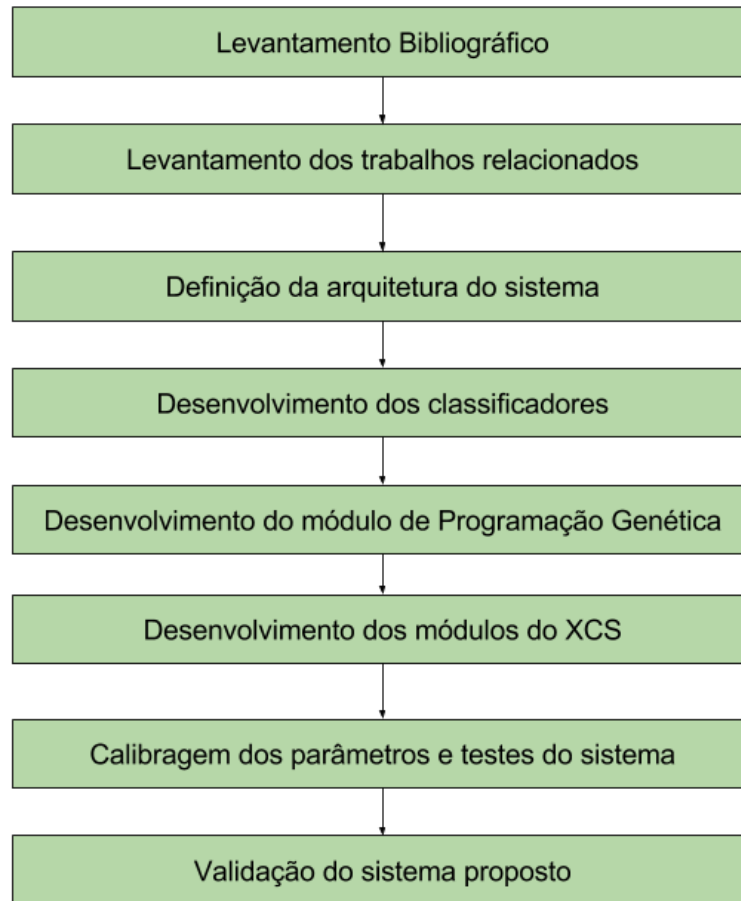 Levantamento Bibliográfico
Levantamento dos trabalhos relacionados
Definição da arquitetura do sistema
Desenvolvimento dos classificadores
Desenvolvimento do módulo de Programação Genética
Desenvolvimento dos módulos do XCS
Calibragem dos parâmetros e testes do sistema
Validação do sistema proposto